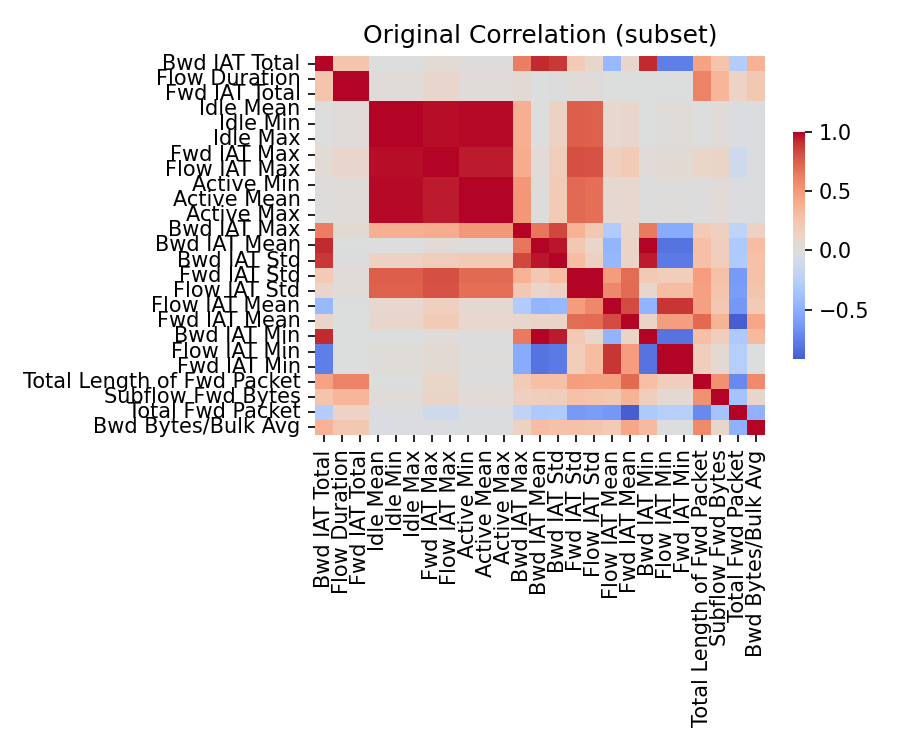 Original Correlation (subset)
Bwd IAT Total
Flow Duration
Fwd IAT Total
Idle Mean
Idle Min
Idle Max
Fwd IAT Max
Flow IAT Max
Active Min
Active Mean
Active Max
Bwd IAT Max
Bwd IAT Mean
Bwd IAT Std
Fwd IAT Std
Flow IAT Std
Flow IAT Mean
Fwd IAT Mean
Bwd IAT Min
Flow IAT Min
Fwd IAT Min
Total Length of Fwd Packet
Subflow Fwd Bytes
Total Fwd Packet
Bwd Bytes/Bulk Avg
1.0
0.5
0.0
−0.5
Bwd IAT Total
Flow Duration
Fwd IAT Total
Idle Mean
Idle Min
Idle Max
Fwd IAT Max
Flow IAT Max
Active Min
Active Mean
Active Max
Bwd IAT Max
Bwd IAT Mean
Bwd IAT Std
Fwd IAT Std
Flow IAT Std
Flow IAT Mean
Fwd IAT Mean
Bwd IAT Min
Flow IAT Min
Fwd IAT Min
Total Length of Fwd Packet
Subflow Fwd Bytes
Total Fwd Packet
Bwd Bytes/Bulk Avg